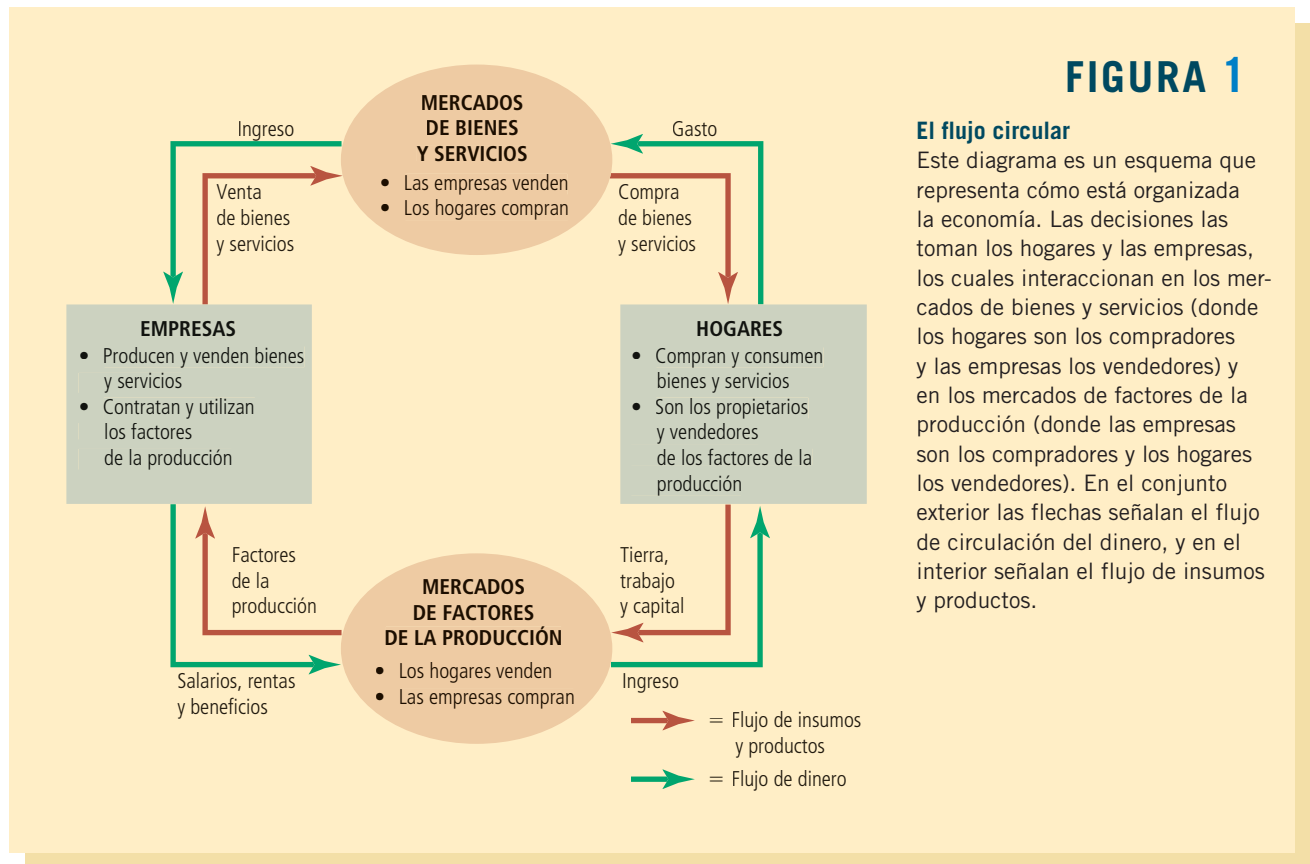 FIGURA 1
El flujo circular
Este diagrama es un esquema que
representa cómo está organizada
la economía. Las decisiones las
toman los hogares y las empresas,
los cuales interaccionan en los mer-
cados de bienes y servicios (donde
los hogares son los compradores
y las empresas los vendedores) y
en los mercados de factores de la
producción (donde las empresas
son los compradores y los hogares
los vendedores). En el conjunto
exterior las flechas señalan el flujo
de circulación del dinero, y en el
interior señalan el flujo de insumos
y productos.
MERCADOS
DE BIENES
Y SERVICIOS
• Las empresas venden
• Los hogares compran
Ingreso
Gasto
Venta
de bienes
y servicios
Compra
de bienes
y servicios
EMPRESAS
• Producen y venden bienes
y servicios
• Contratan y utilizan
los factores
de la producción
HOGARES
• Compran y consumen
bienes y servicios
• Son los propietarios
y vendedores
de los factores de la
producción
Factores
de la
producción
Tierra,
trabajo
y capital
MERCADOS
DE FACTORES
DE LA PRODUCCIÓN
• Los hogares venden
• Las empresas compran
Salarios, rentas
y beneficios
Ingreso
= Flujo de insumos
y productos
= Flujo de dinero